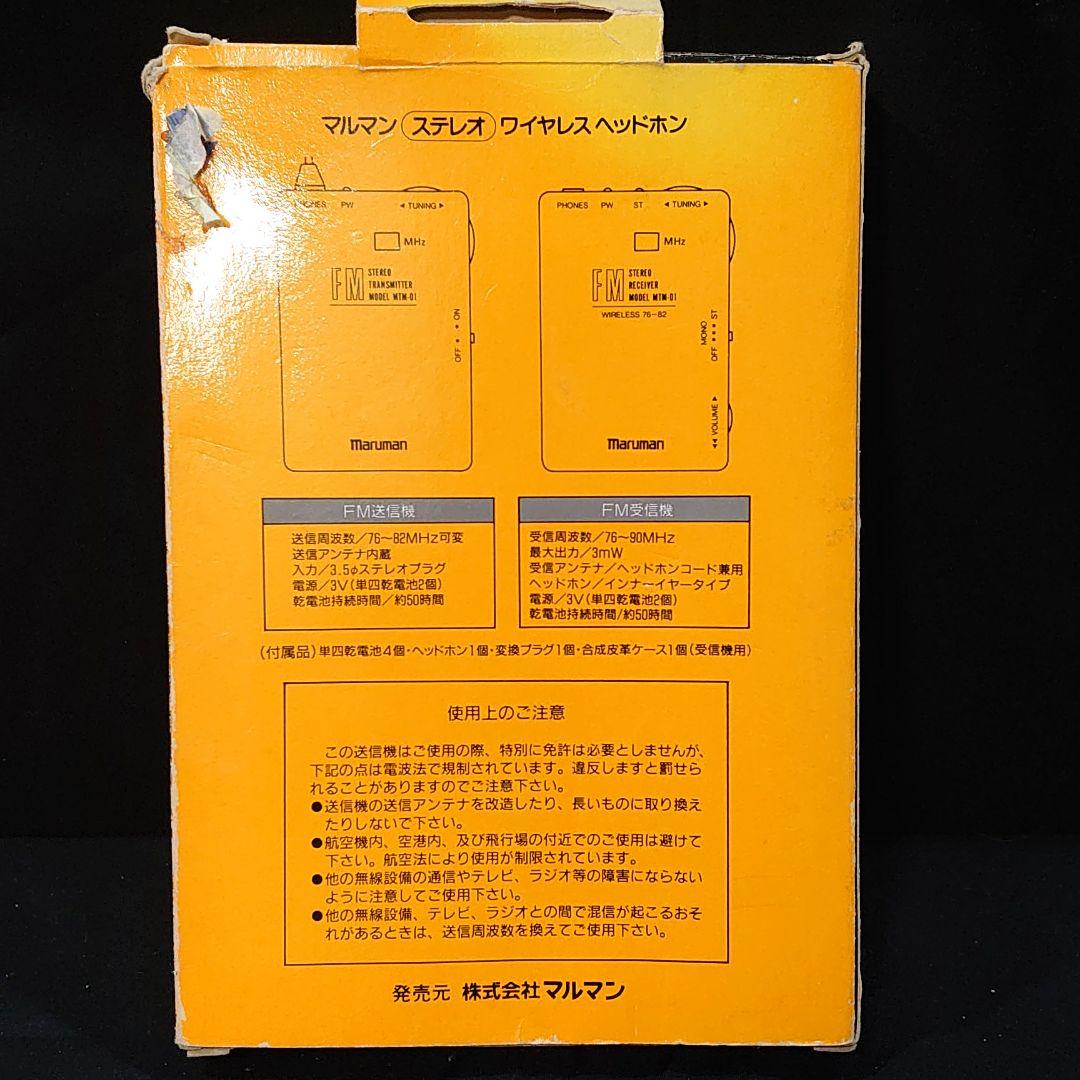 マルマン ステレオ ワイヤレスヘッドホン
PW ◀ TUNING ▶
MHz
FM STEREO
TRANSMITTER
MODEL MTM-01
OFF • • ON
maruman
PHONES PW ST ◀ TUNING ▶
MHz
FM STEREO
RECEIVER
MODEL MTM-01
WIRELESS 76-82
MONO
OFF ••• ST
◀◀ VOLUME ▶
maruman
FM送信機
送信周波数/76〜82MHz可変
送信アンテナ内蔵
入力/3.5φステレオプラグ
電源/3V(単四乾電池2個)
乾電池持続時間/約50時間
FM受信機
受信周波数/76〜90MHz
最大出力/3mW
受信アンテナ/ヘッドホンコード兼用
ヘッドホン/インナーイヤータイプ
電源/3V(単四乾電池2個)
乾電池持続時間/約50時間
(付属品)単四乾電池4個・ヘッドホン1個・変換プラグ1個・合成皮革ケース1個(受信機用)
使用上のご注意
この送信機はご使用の際、特別に免許は必要としませんが、
下記の点は電波法で規制されています。違反しますと罰せら
れることがありますのでご注意下さい。
●送信機の送信アンテナを改造したり、長いものに取り換え
たりしないで下さい。
●航空機内、空港内、及び飛行場の付近でのご使用は避けて
下さい。航空法により使用が制限されています。
●他の無線設備の通信やテレビ、ラジオ等の障害にならない
ように注意してご使用下さい。
●他の無線設備、テレビ、ラジオとの間で混信が起こるおそ
れがあるときは、送信周波数を換えてご使用下さい。
発売元 株式会社マルマン